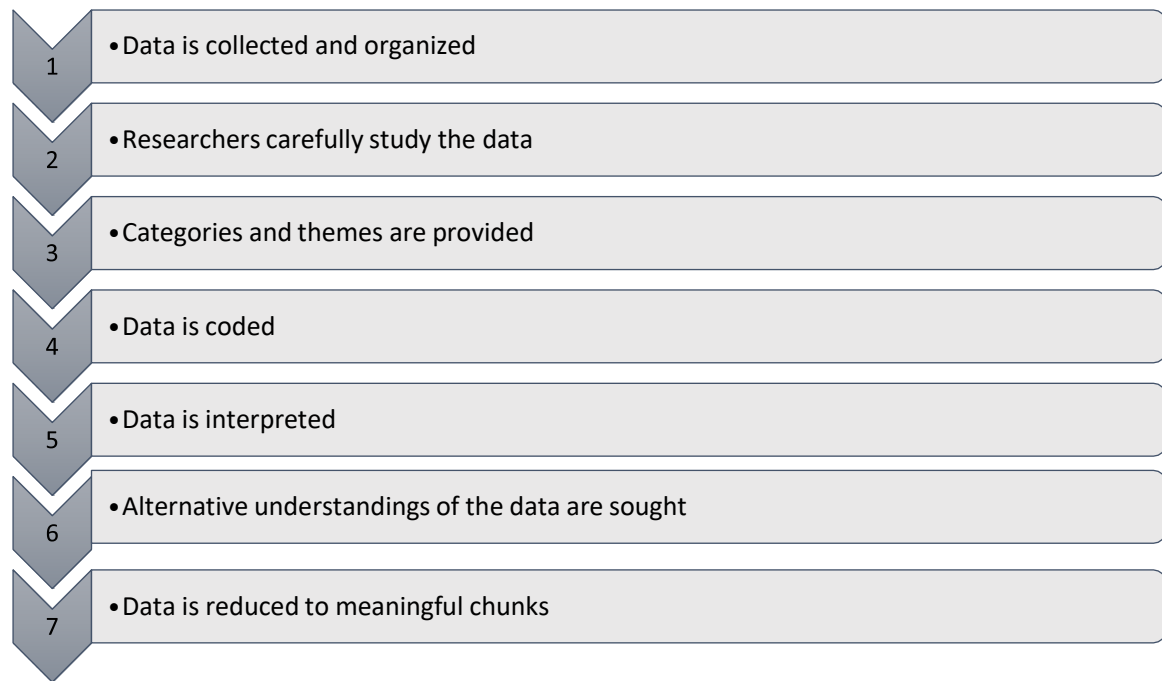 1
•Data is collected and organized
2
•Researchers carefully study the data
3
•Categories and themes are provided
4
•Data is coded
5
•Data is interpreted
6
•Alternative understandings of the data are sought
7
•Data is reduced to meaningful chunks